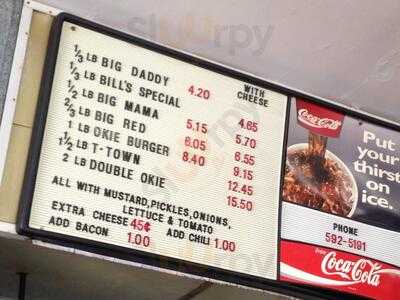 WITH
CHEESE
1/3 LB BIG DADDY 4.20
1/3 LB BILL'S SPECIAL 4.65
1/2 LB BIG MAMA 5.15 5.70
2/3 LB BIG RED 6.05 6.55
1 LB OKIE BURGER 8.40 9.15
1½ LB T-TOWN 12.45
2 LB DOUBLE OKIE 15.50
ALL WITH MUSTARD,PICKLES,ONIONS,
LETTUCE & TOMATO
EXTRA CHEESE 45¢
ADD BACON 1.00
ADD CHILI 1.00
Coca-Cola
Put
your
thirst
on
ice.
PHONE
592-5191
Coca-Cola